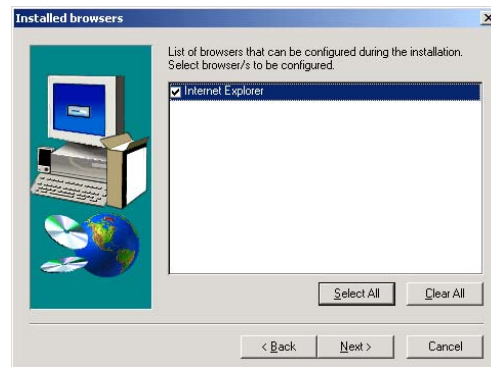 Installed browsers
List of browsers that can be configured during the installation.
Select browser/s to be configured.
Internet Explorer
Select All
Clear All
< Back
Next >
Cancel